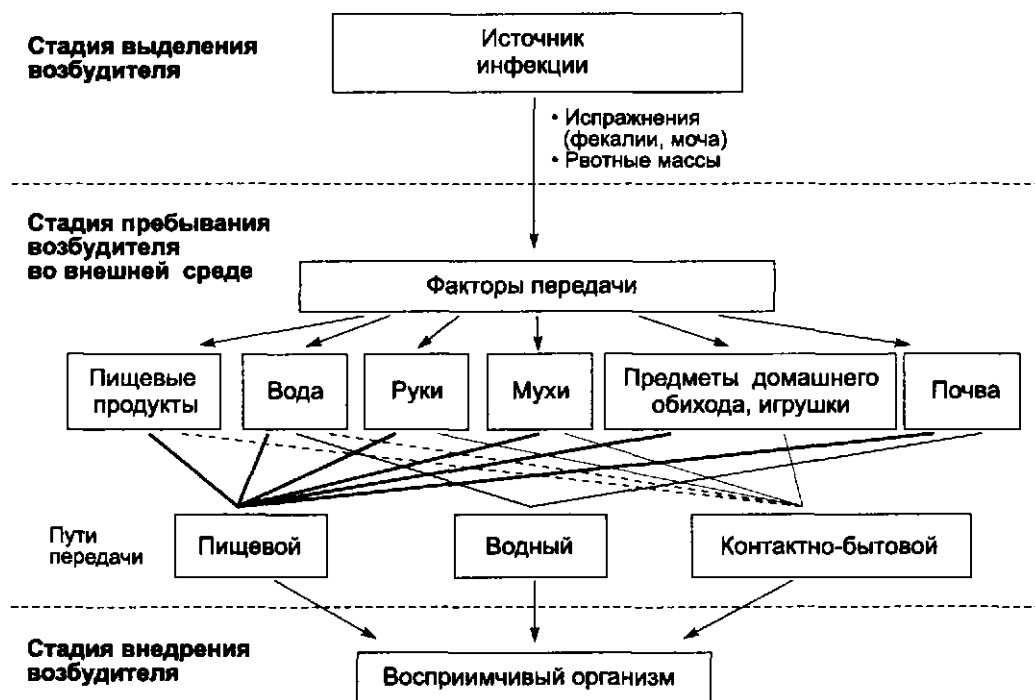 Стадия выделения
возбудителя
Источник
инфекции
• Испражнения
(фекалии, моча)
• Рвотные массы
Стадия пребывания
возбудителя
во внешней среде
Факторы передачи
Пищевые
продукты
Вода
Руки
Мухи
Предметы домашнего
обихода, игрушки
Почва
Пути
передачи
Пищевой
Водный
Контактно-бытовой
Стадия внедрения
возбудителя
Восприимчивый организм